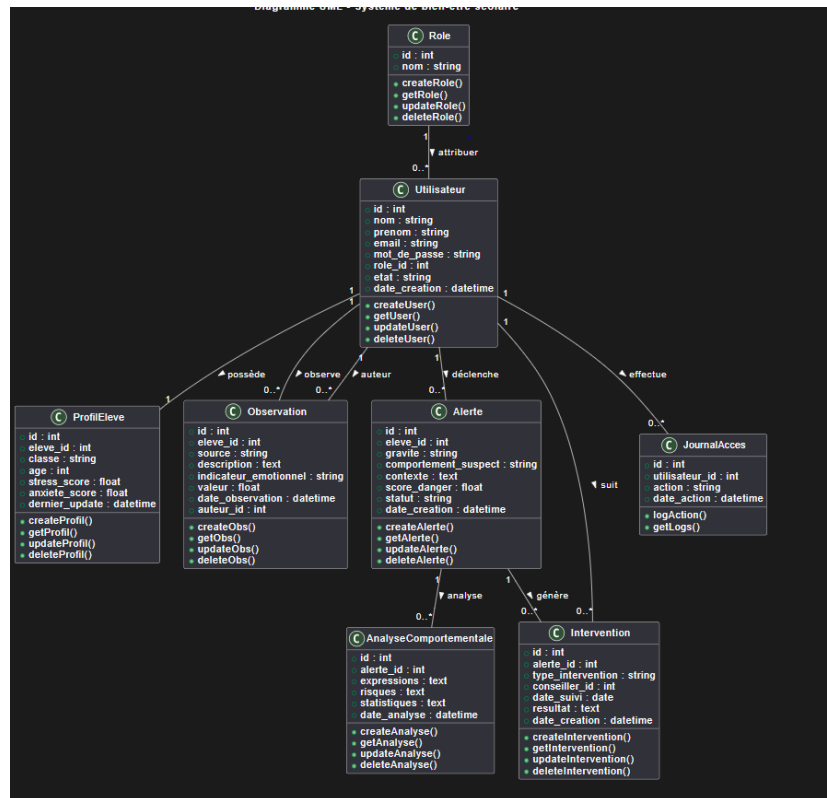 Diagramme UML - Système de bien-être scolaire
C Role
id : int
nom : string
createRole()
getRole()
updateRole()
deleteRole()
1
attribuer
0..*
C Utilisateur
id : int
nom : string
prenom : string
email : string
mot_de_passe : string
role_id : int
etat : string
date_creation : datetime
createUser()
getUser()
updateUser()
deleteUser()
1
1
1
1
1
1
possède
observe
auteur
déclenche
effectue
suit
1
0..*
0..*
0..*
0..*
0..*
C ProfilEleve
id : int
eleve_id : int
classe : string
age : int
stress_score : float
anxiete_score : float
dernier_update : datetime
createProfil()
getProfil()
updateProfil()
deleteProfil()
C Observation
id : int
eleve_id : int
source : string
description : text
indicateur_emotionnel : string
valeur : float
date_observation : datetime
auteur_id : int
createObs()
getObs()
updateObs()
deleteObs()
C Alerte
id : int
eleve_id : int
gravite : string
comportement_suspect : string
contexte : text
score_danger : float
statut : string
date_creation : datetime
createAlerte()
getAlerte()
updateAlerte()
deleteAlerte()
C JournalAcces
id : int
utilisateur_id : int
action : string
date_action : datetime
logAction()
getLogs()
1
analyse
0..*
1
génère
0..*
C AnalyseComportementale
id : int
alerte_id : int
expressions : text
risques : text
statistiques : text
date_analyse : datetime
createAnalyse()
getAnalyse()
updateAnalyse()
deleteAnalyse()
C Intervention
id : int
alerte_id : int
type_intervention : string
conseiller_id : int
date_suivi : date
resultat : text
date_creation : datetime
createIntervention()
getIntervention()
updateIntervention()
deleteIntervention()